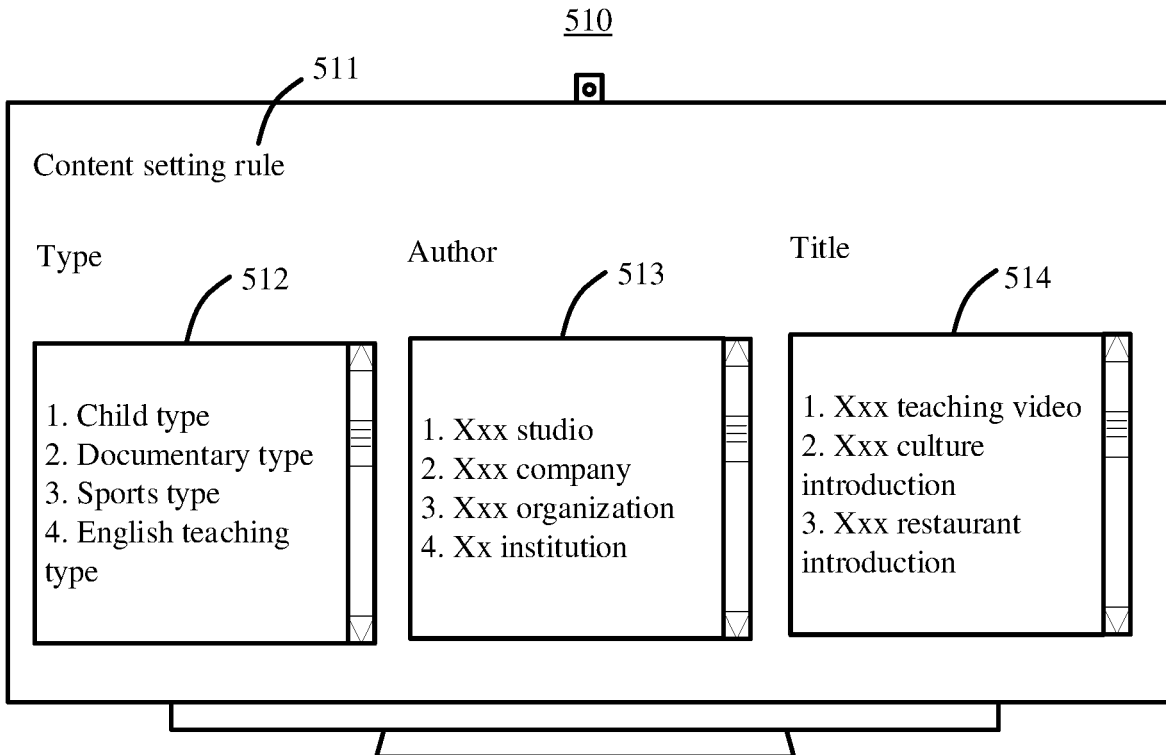 510
511
Content setting rule
Type
Author
Title
512
513
514
1. Child type
2. Documentary type
3. Sports type
4. English teaching
type
1. Xxx studio
2. Xxx company
3. Xxx organization
4. Xx institution
1. Xxx teaching video
2. Xxx culture
introduction
3. Xxx restaurant
introduction